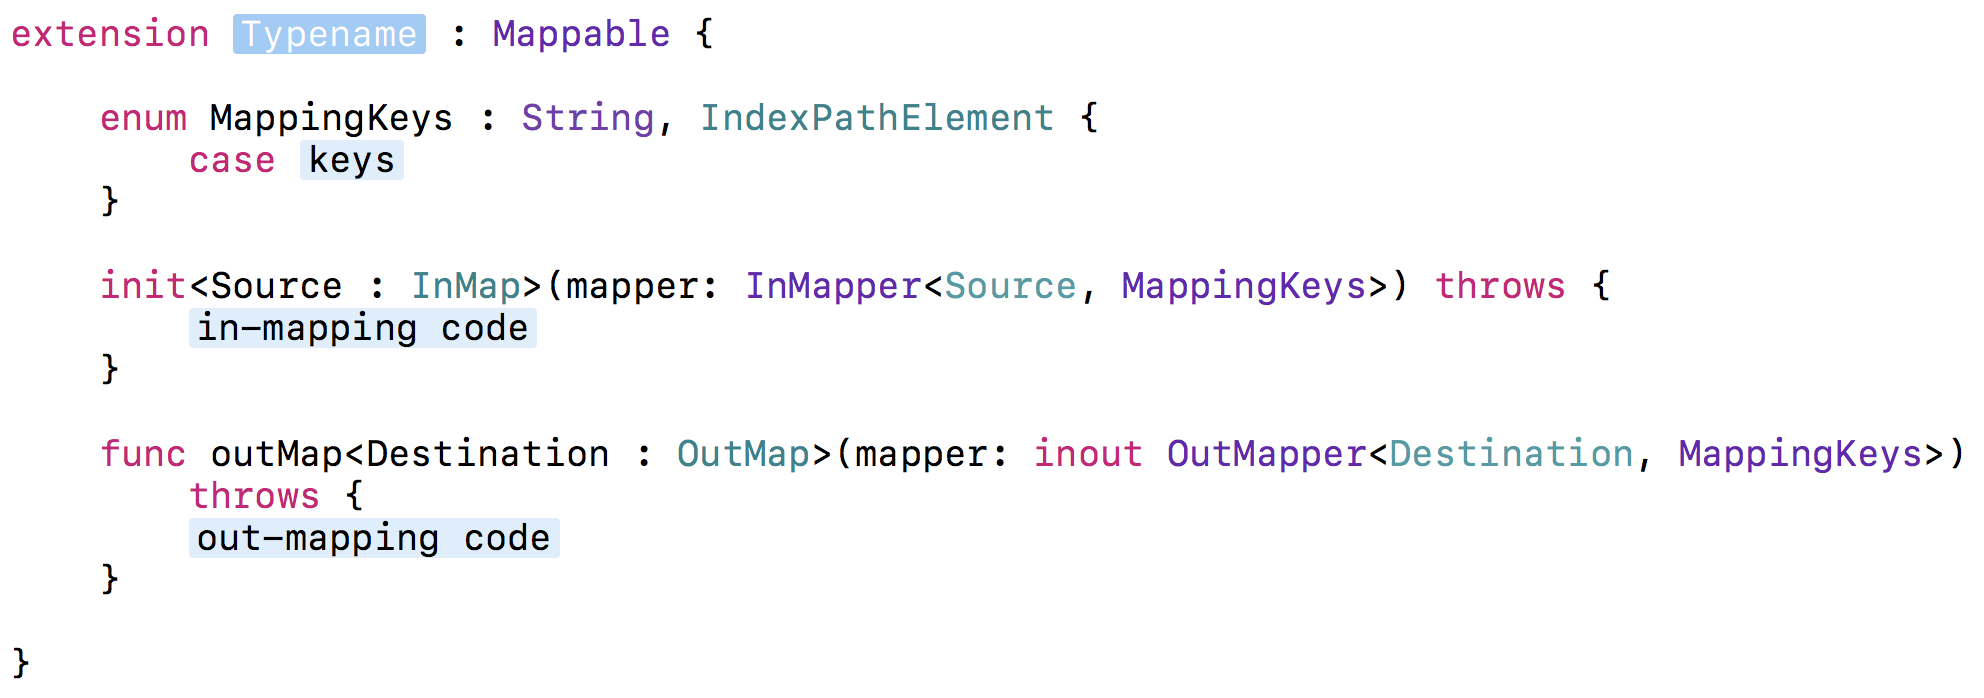 extension Typename : Mappable {
enum MappingKeys : String, IndexPathElement {
case keys
}
init<Source : InMap>(mapper: InMapper<Source, MappingKeys>) throws {
in-mapping code
}
func outMap<Destination : OutMap>(mapper: inout OutMapper<Destination, MappingKeys>)
throws {
out-mapping code
}
}